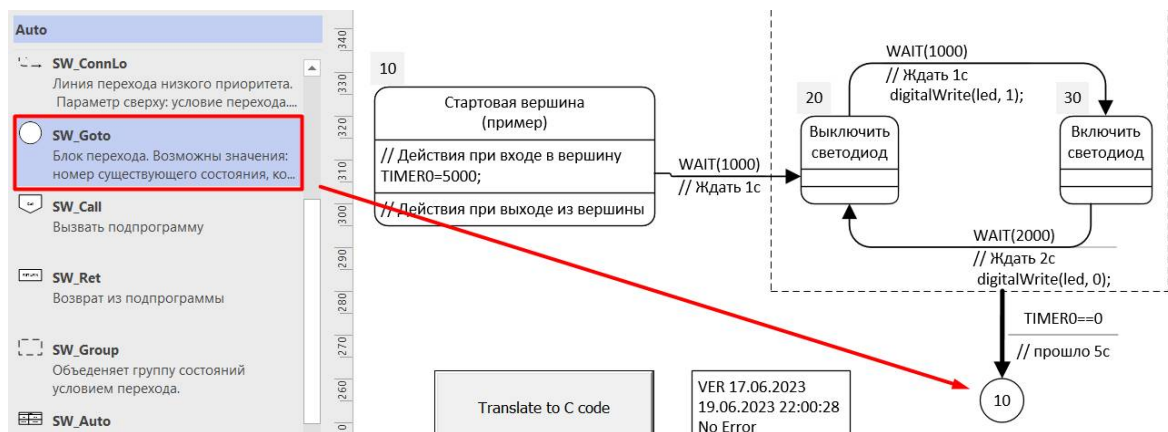 Auto
SW_ConnLo
Линия перехода низкого приоритета.
Параметр сверху: условие перехода....
SW_Goto
Блок перехода. Возможны значения:
номер существующего состояния, ко...
SW_Call
Вызвать подпрограмму
SW_Ret
Возврат из подпрограммы
SW_Group
Объеденяет группу состояний
условием перехода.
SW_Auto
340
330
320
310
300
290
280
270
260
0
10
Стартовая вершина
(пример)
// Действия при входе в вершину
TIMER0=5000;
// Действия при выходе из вершины
WAIT(1000)
// Ждать 1с
20
Выключить
светодиод
WAIT(1000)
// Ждать 1с
digitalWrite(led, 1);
30
Включить
светодиод
WAIT(2000)
// Ждать 2с
digitalWrite(led, 0);
TIMER0==0
// прошло 5с
10
Translate to C code
VER 17.06.2023
19.06.2023 22:00:28
No Error